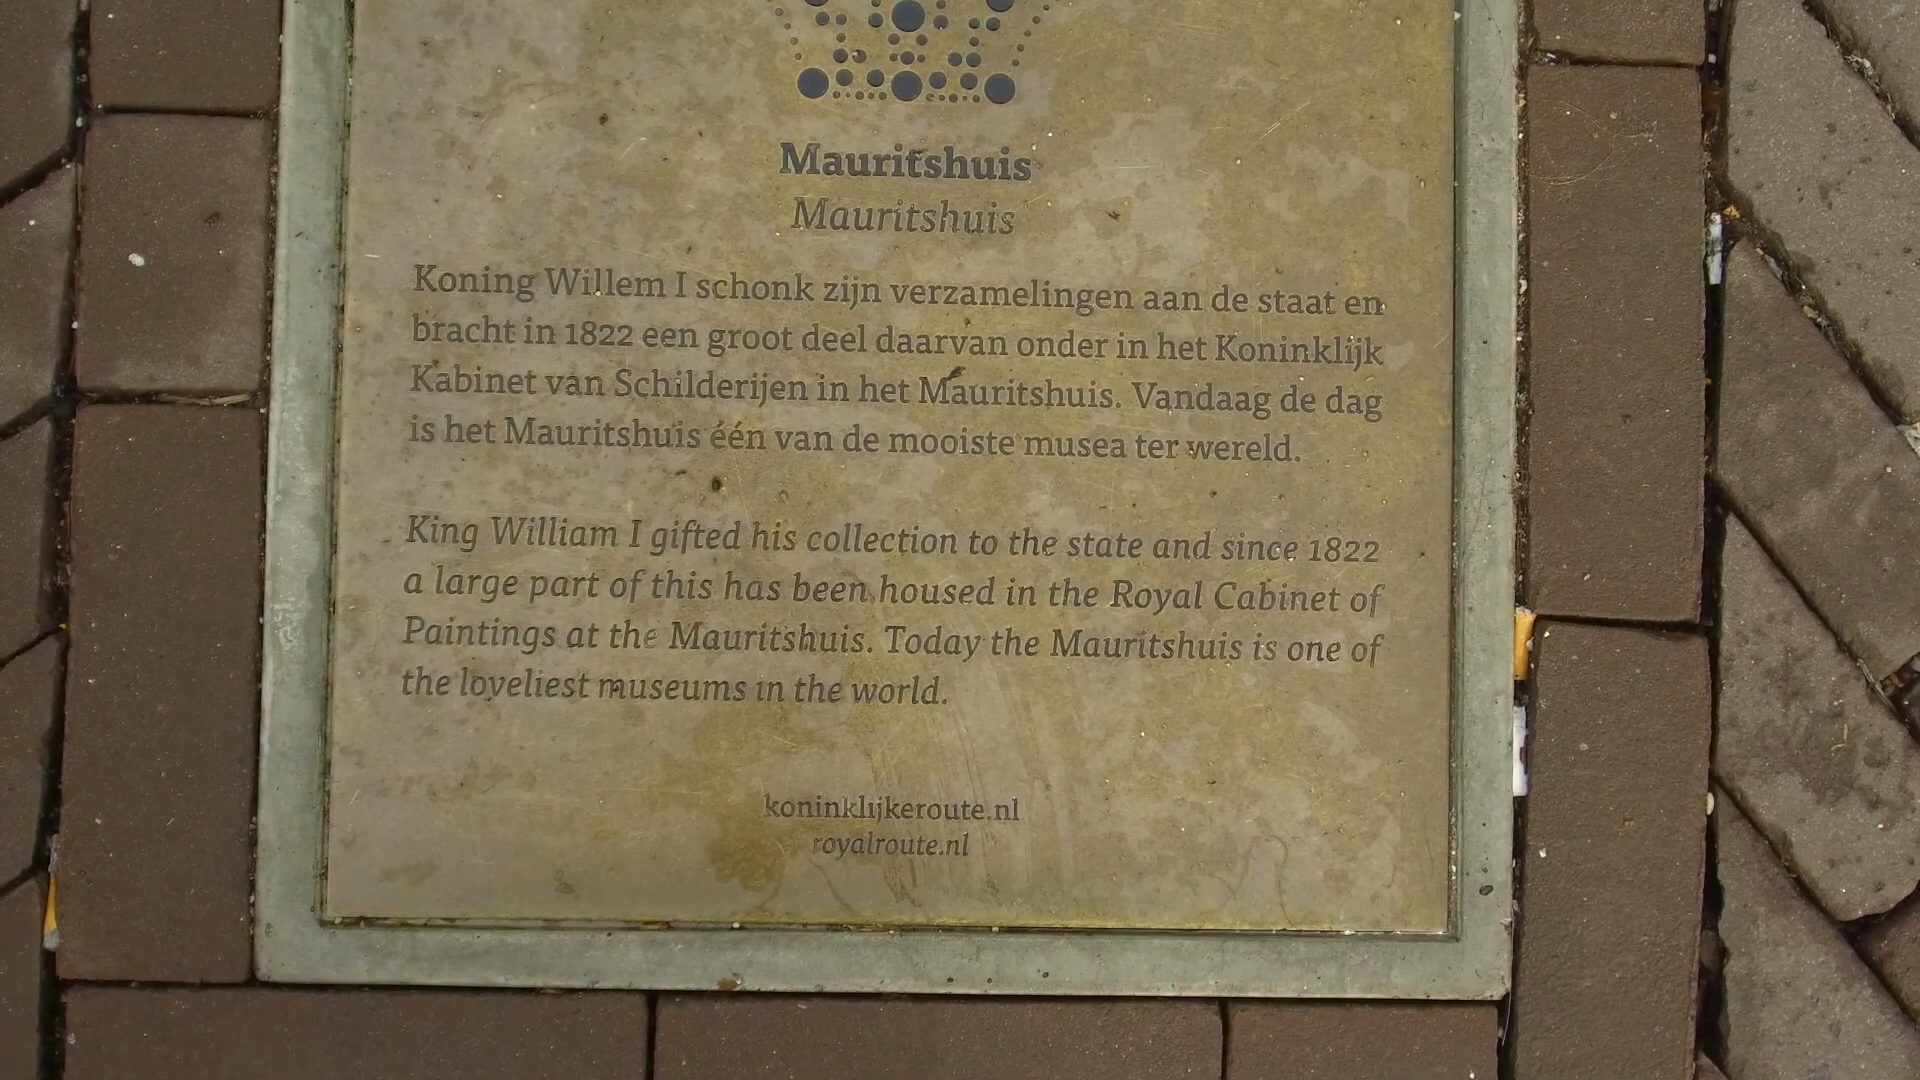 Mauritshuis
Mauritshuis
Koning Willem I schonk zijn verzamelingen aan de staat en
bracht in 1822 een groot deel daarvan onder in het Koninklijk
Kabinet van Schilderijen in het Mauritshuis. Vandaag de dag
is het Mauritshuis één van de mooiste musea ter wereld.
King William I gifted his collection to the state and since 1822
a large part of this has been housed in the Royal Cabinet of
Paintings at the Mauritshuis. Today the Mauritshuis is one of
the loveliest museums in the world.
koninklijkeroute.nl
royalroute.nl